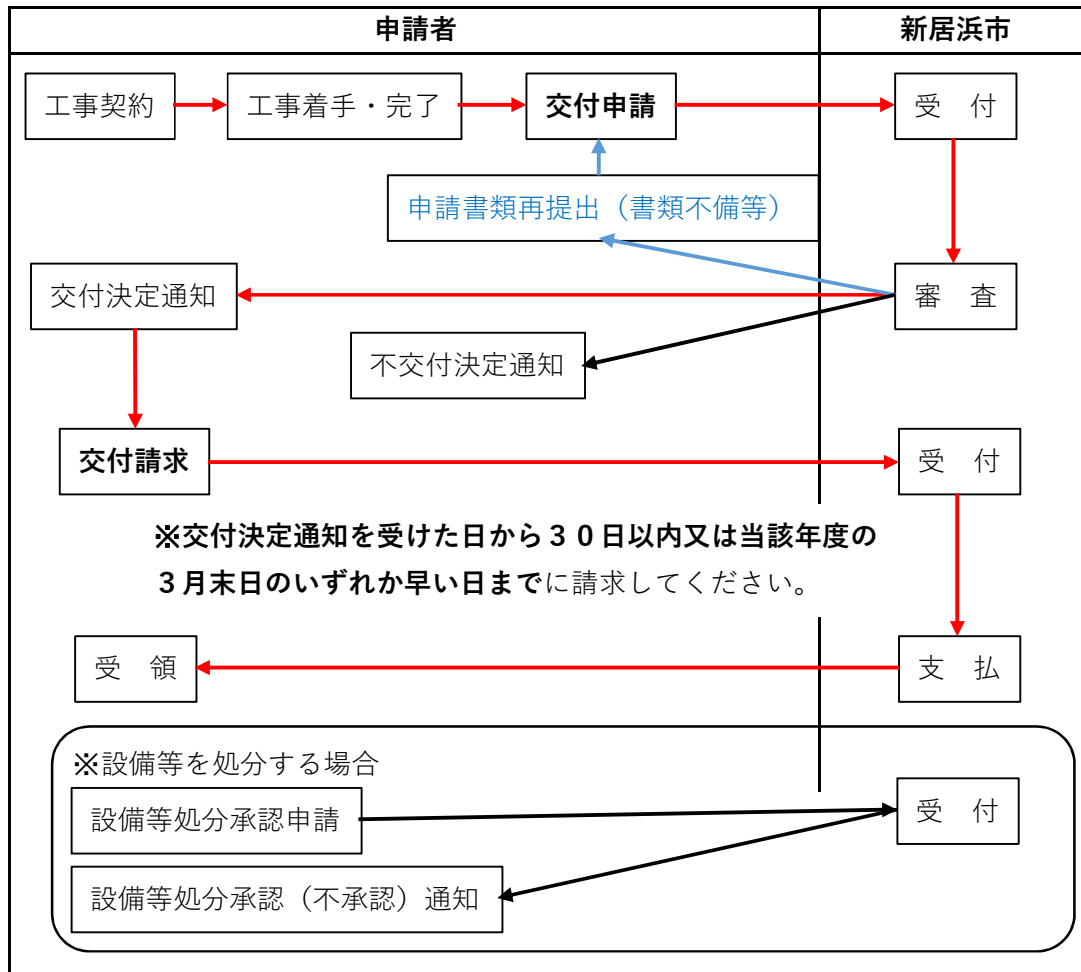 申請者
新居浜市
工事契約
工事着手・完了
交付申請
受　付
申請書類再提出（書類不備等）
交付決定通知
審　査
不交付決定通知
交付請求
受　付
※交付決定通知を受けた日から３０日以内又は当該年度の
３月末日のいずれか早い日までに請求してください。
受　領
支　払
※設備等を処分する場合
設備等処分承認申請
受　付
設備等処分承認（不承認）通知